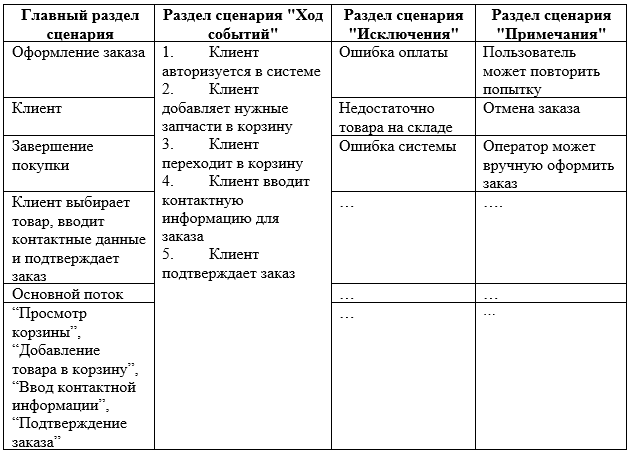 Главный раздел
сценария
Раздел сценария "Ход
событий"
Раздел сценария
"Исключения"
Раздел сценария
"Примечания"
Оформление заказа
1. Клиент
авторизуется в системе
2. Клиент
добавляет нужные
запчасти в корзину
3. Клиент
переходит в корзину
4. Клиент вводит
контактную
информацию для
заказа
5. Клиент
подтверждает заказ
Ошибка оплаты
Пользователь
может повторить
попытку
Клиент
Недостаточно
товара на складе
Отмена заказа
Завершение
покупки
Ошибка системы
Оператор может
вручную оформить
заказ
Клиент выбирает
товар, вводит
контактные данные
и подтверждает
заказ
…
….
Основной поток
…
…
“Просмотр
корзины”,
“Добавление
товара в корзину”,
“Ввод контактной
информации”,
“Подтверждение
заказа”
…
...